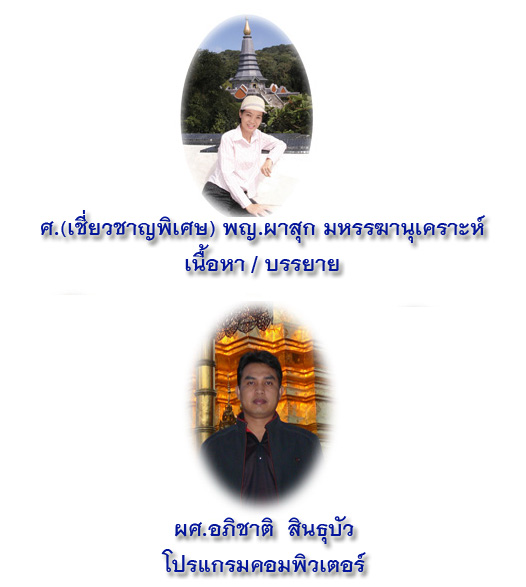 ศ.(เชี่ยวชาญพิเศษ) พญ.ผาสุก มหรรฆานุเคราะห์
เนื้อหา / บรรยาย
ผศ.อภิชาติ สินธุบัว
โปรแกรมคอมพิวเตอร์